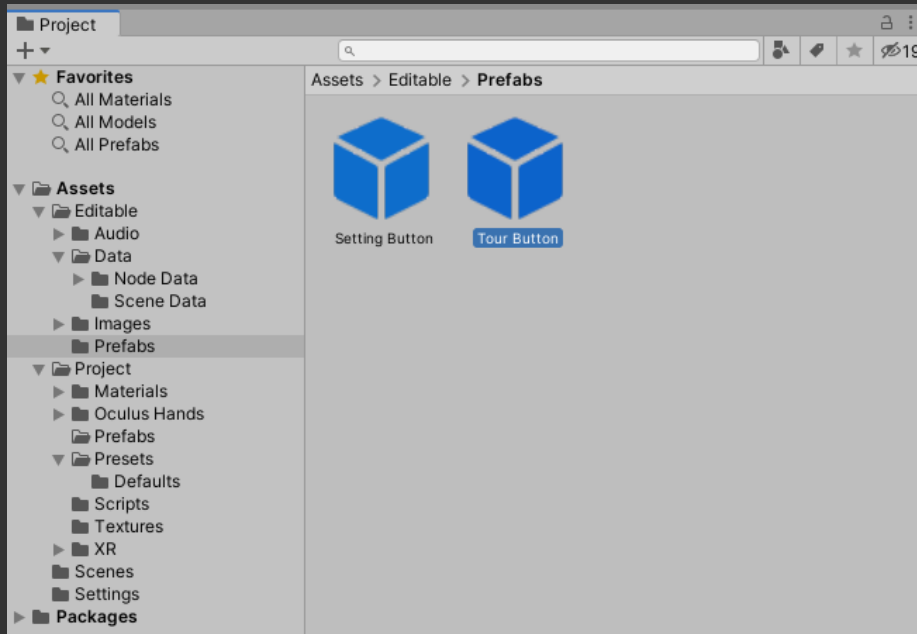 Project
19
Favorites
All Materials
All Models
All Prefabs
Assets
Editable
Audio
Data
Node Data
Scene Data
Images
Prefabs
Project
Materials
Oculus Hands
Prefabs
Presets
Defaults
Scripts
Textures
XR
Scenes
Settings
Packages
Assets > Editable > Prefabs
Setting Button
Tour Button